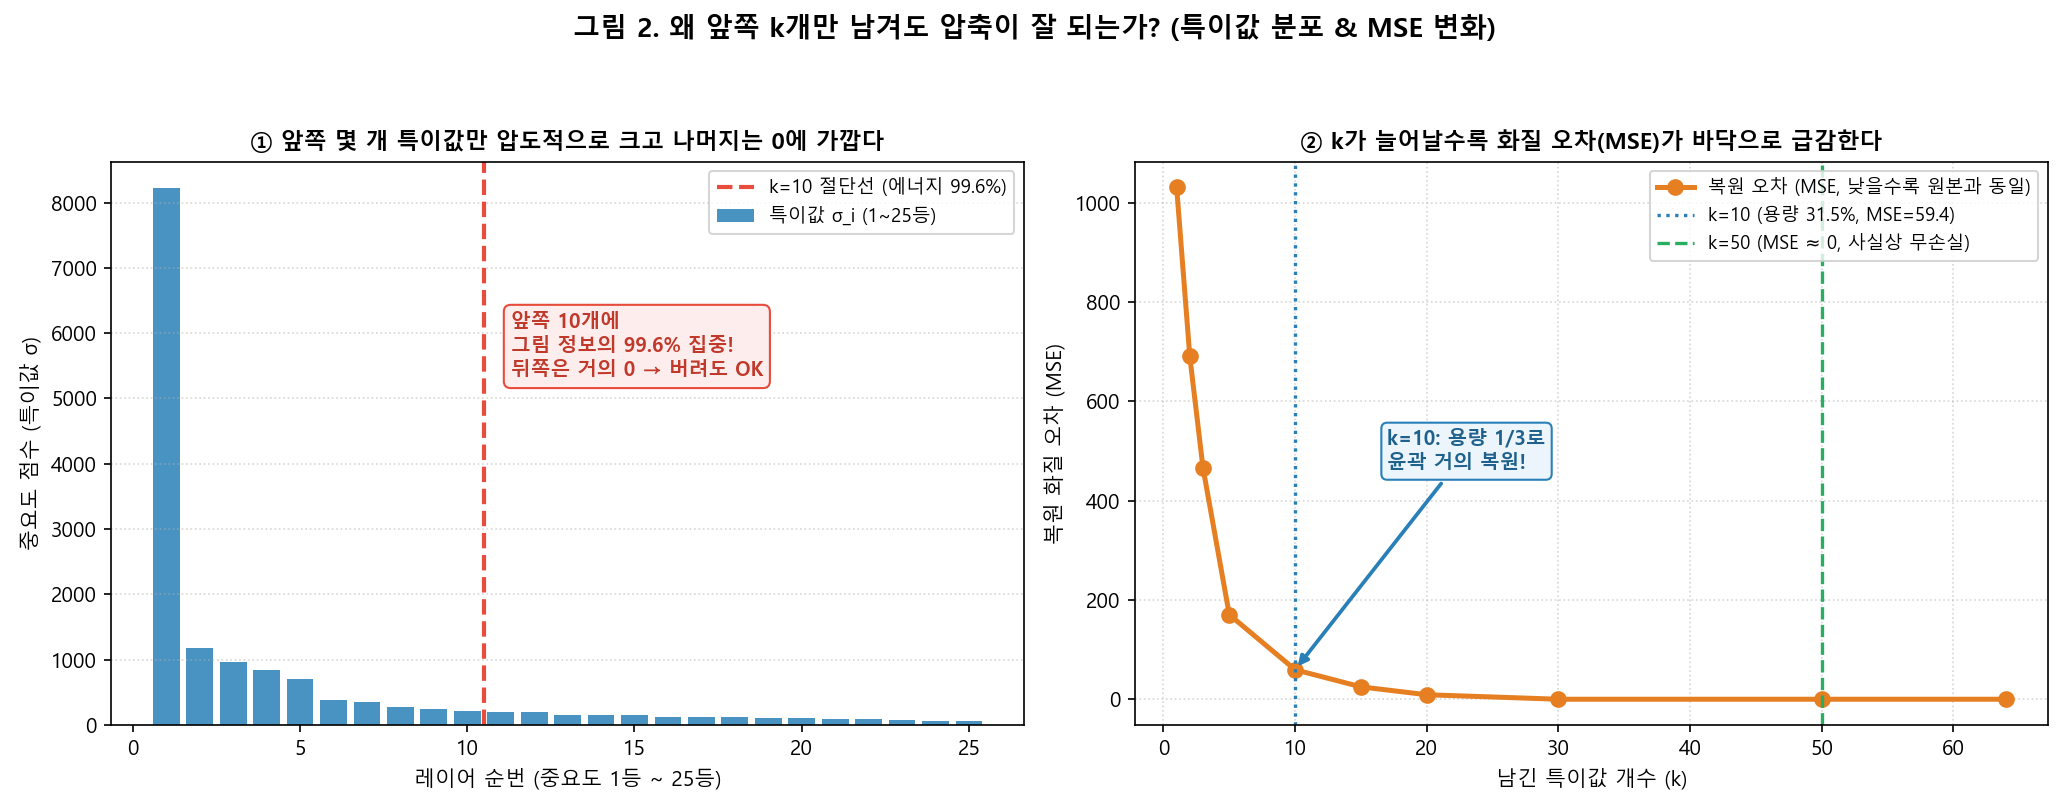 그림 2. 왜 앞쪽 k개만 남겨도 압축이 잘 되는가? (특이값 분포 & MSE 변화)
① 앞쪽 몇 개 특이값만 압도적으로 크고 나머지는 0에 가깝다
중요도 점수 (특이값 σ)
8000
7000
6000
5000
4000
3000
2000
1000
0
k=10 절단선 (에너지 99.6%)
특이값 σ_i (1~25등)
앞쪽 10개에
그림 정보의 99.6% 집중!
뒤쪽은 거의 0 → 버려도 OK
0 5 10 15 20 25
레이어 순번 (중요도 1등 ~ 25등)
② k가 늘어날수록 화질 오차(MSE)가 바닥으로 급감한다
복원 화질 오차 (MSE)
1000
800
600
400
200
0
복원 오차 (MSE, 낮을수록 원본과 동일)
k=10 (용량 31.5%, MSE=59.4)
k=50 (MSE ≈ 0, 사실상 무손실)
k=10: 용량 1/3로
윤곽 거의 복원!
0 10 20 30 40 50 60
남긴 특이값 개수 (k)